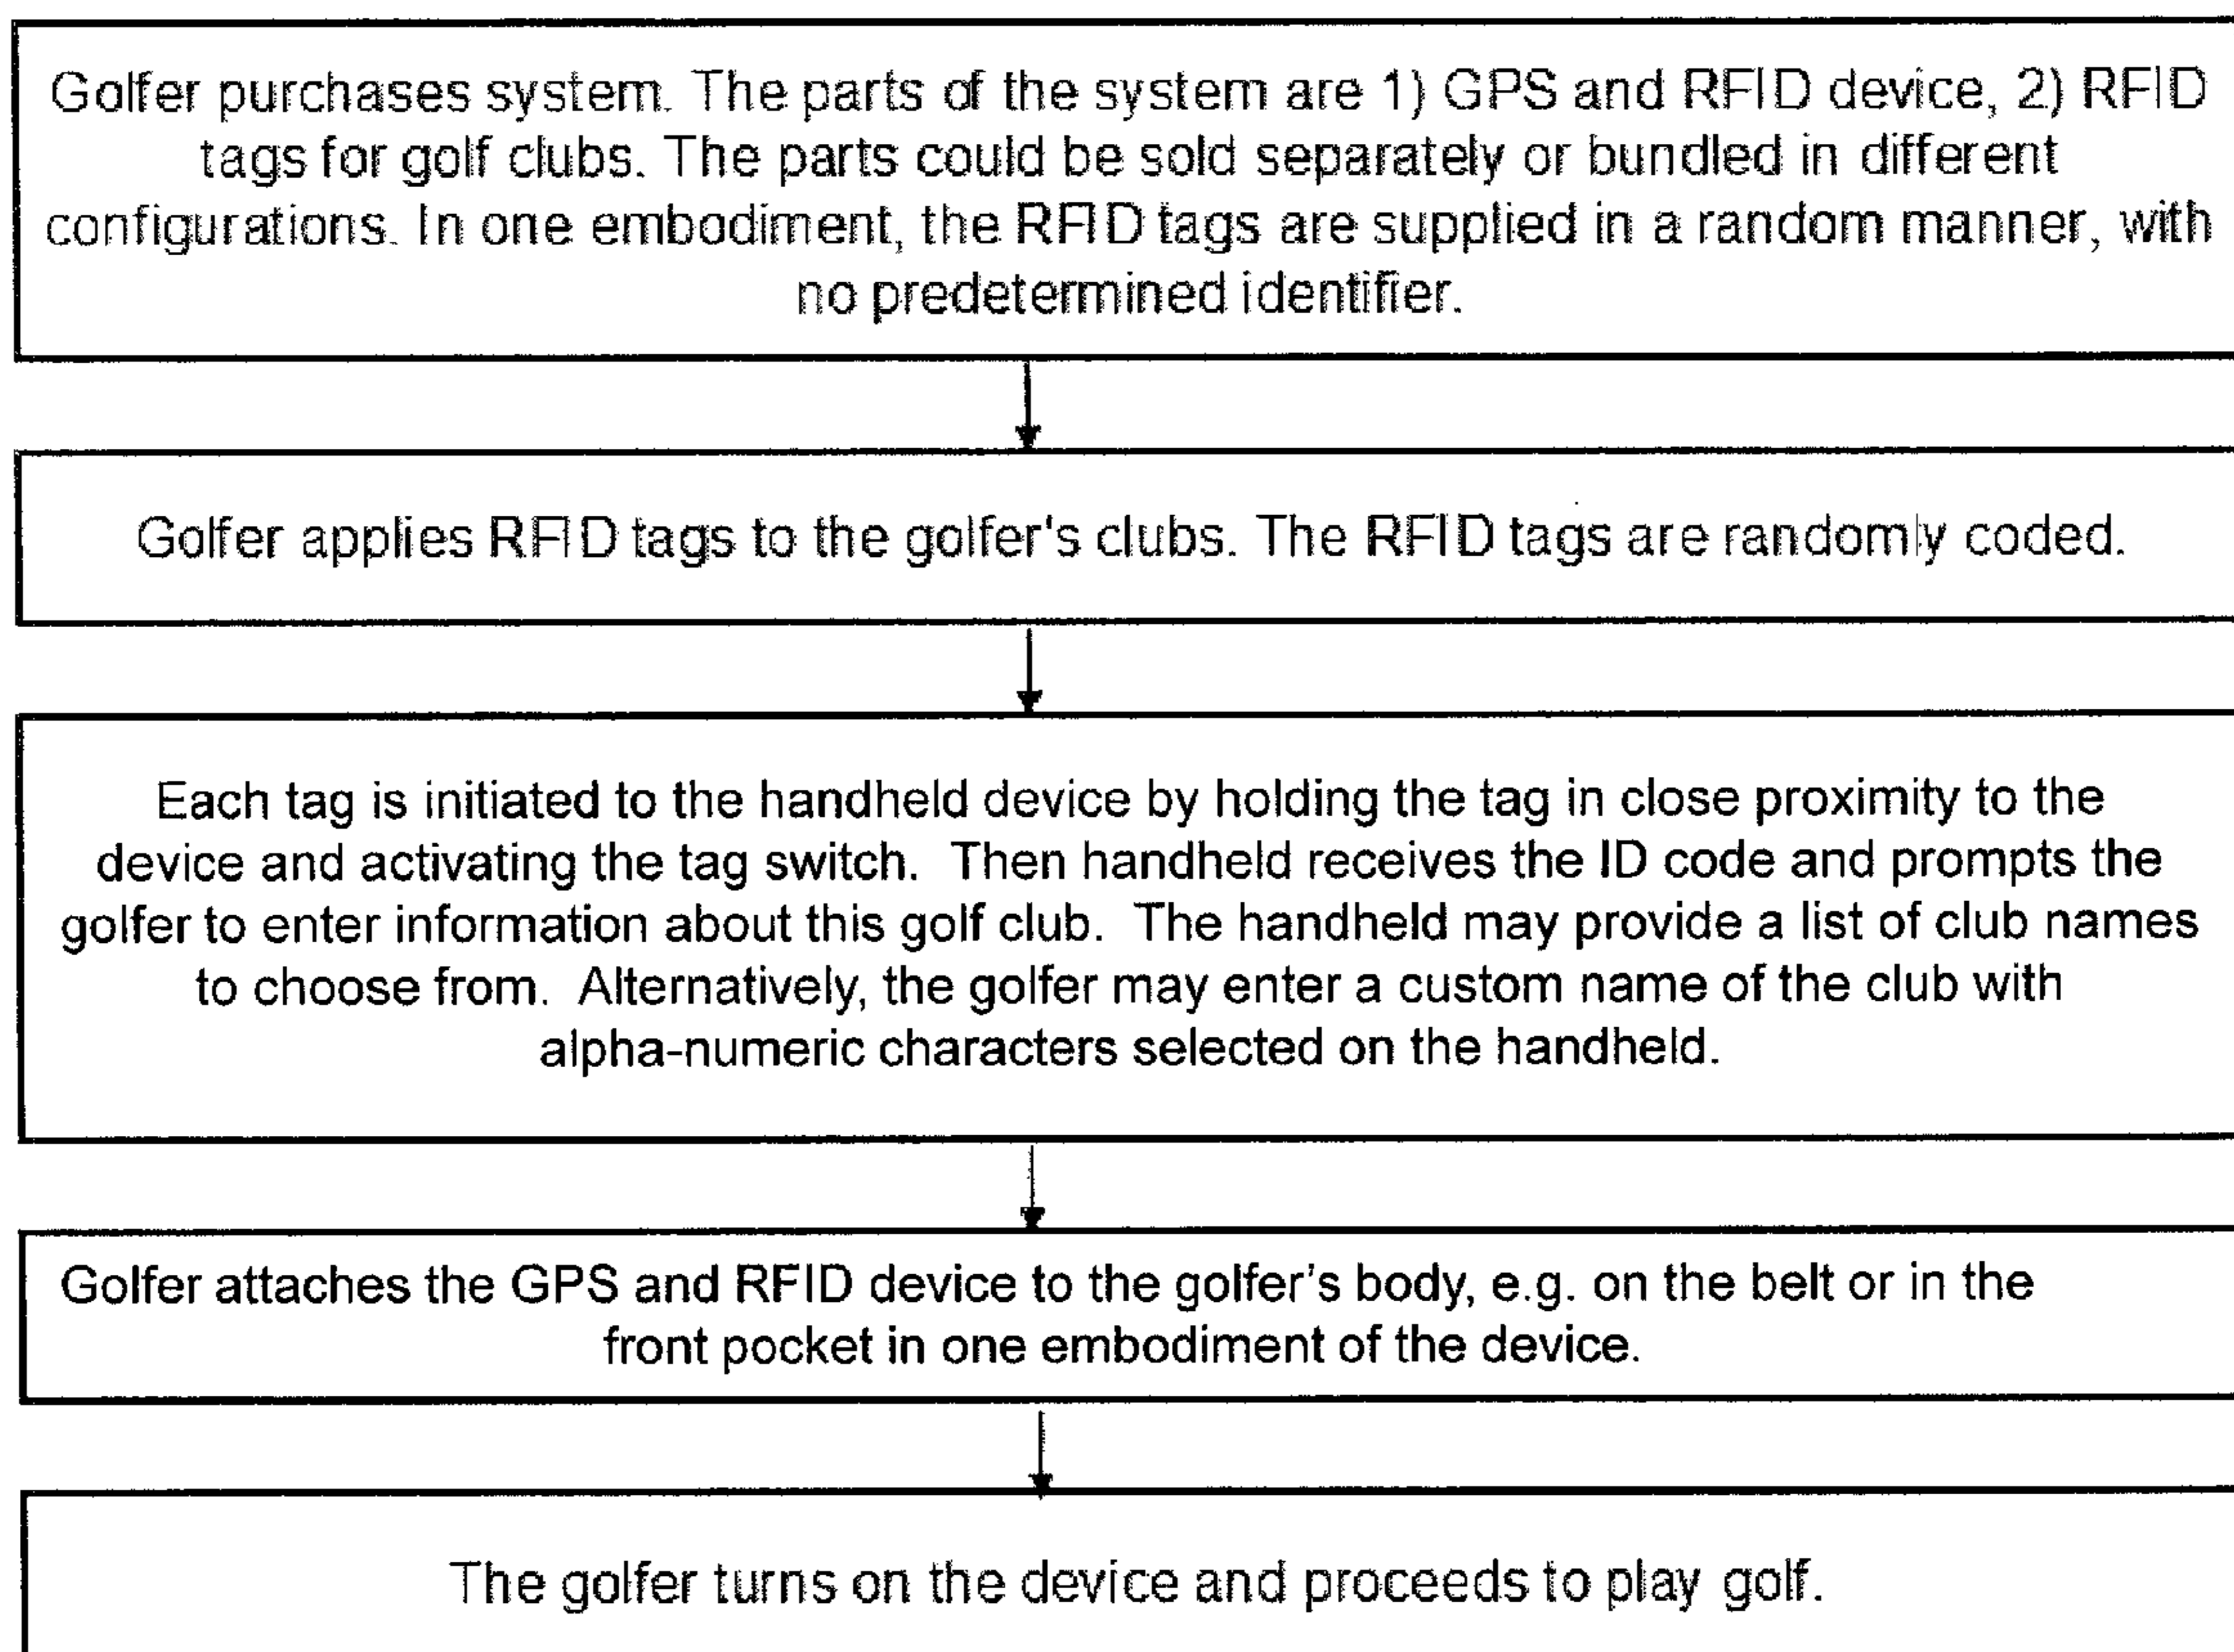 Golfer purchases system. The parts of the system are 1) GPS and RFID device, 2) RFID
tags for golf clubs. The parts could be sold separately or bundled in different
configurations. In one embodiment, the RFID tags are supplied in a random manner, with
no predetermined identifier.
Golfer applies RFID tags to the golfer's clubs. The RFID tags are randomly coded.
Each tag is initiated to the handheld device by holding the tag in close proximity to the
device and activating the tag switch. Then handheld receives the ID code and prompts the
golfer to enter information about this golf club. The handheld may provide a list of club names
to choose from. Alternatively, the golfer may enter a custom name of the club with
alpha-numeric characters selected on the handheld.
Golfer attaches the GPS and RFID device to the golfer's body, e.g. on the belt or in the
front pocket in one embodiment of the device.
The golfer turns on the device and proceeds to play golf.